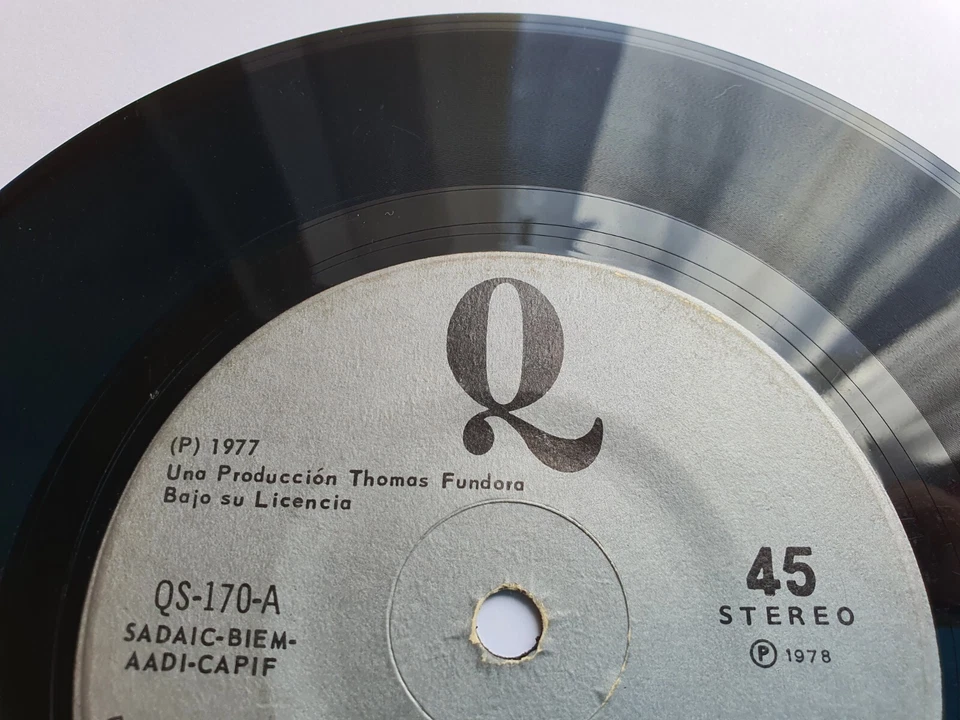 Q
(P) 1977
Una Producción Thomas Fundora
Bajo su Licencia
QS-170-A
SADAIC-BIEM-
AADI-CAPIF
45
STEREO
Ⓟ 1978